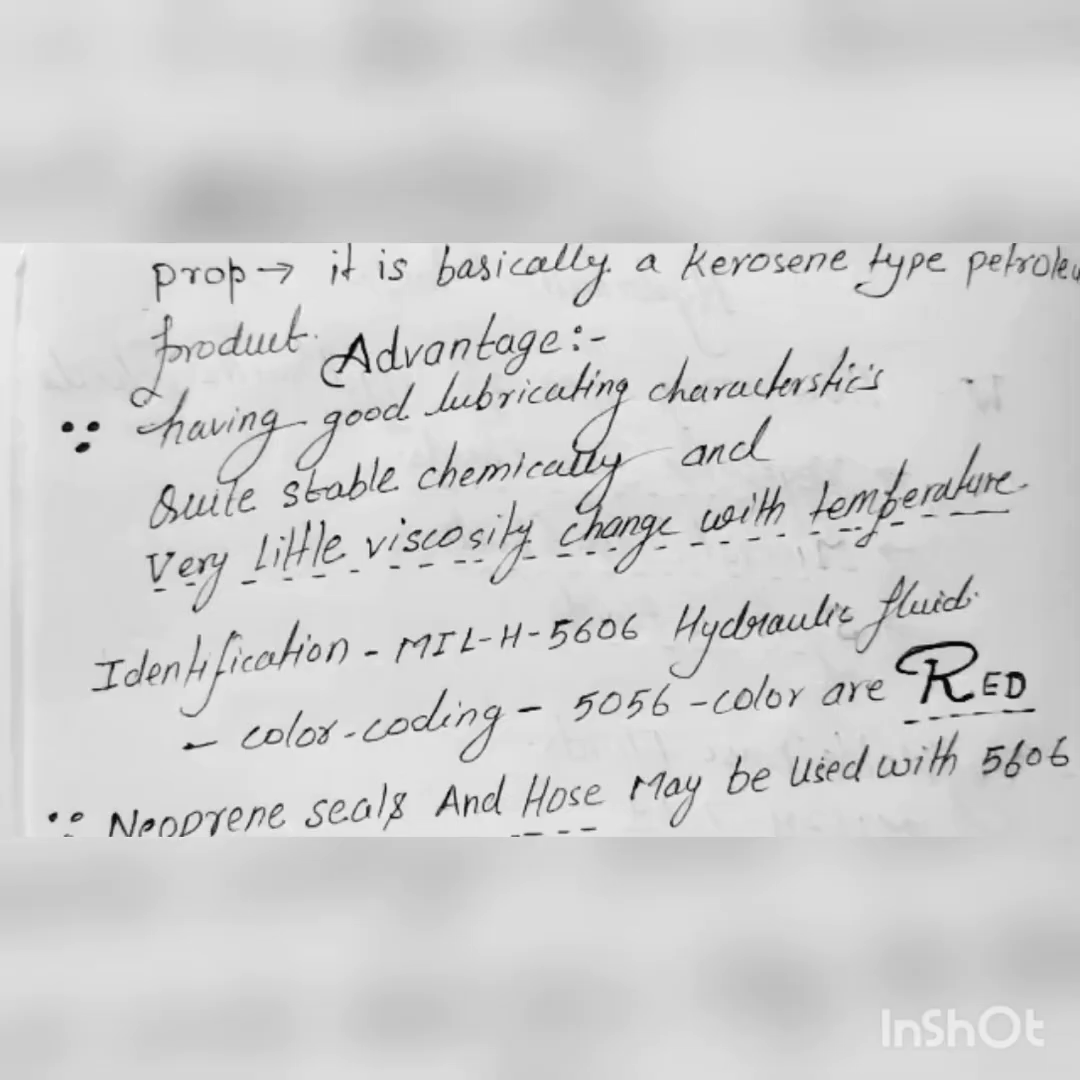 prop → it is basically a kerosene type petroleu
product. Advantage:-
having good lubricating characterstic's
Quite stable chemically and
Very little viscosity change with temperature.
Identification - MIL-H-5606 Hydraulic fluid.
- color-coding - 5056 - color are RED
Neoprene seals And Hose May be used with 5606
InShOt